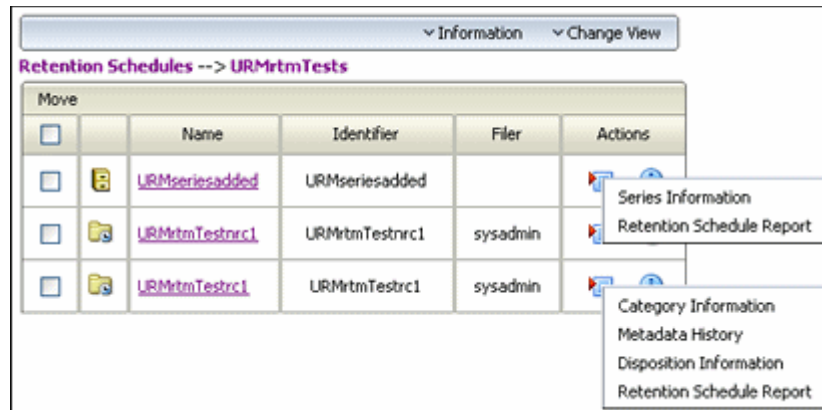 Information Change View
Retention Schedules --> URMrtmTests
Move
Name Identifier Filer Actions
URMseriesadded URMseriesadded
Series Information
Retention Schedule Report
URMrtmTestnrc1 URMrtmTestnrc1 sysadmin
URMrtmTestrc1 URMrtmTestrc1 sysadmin
Category Information
Metadata History
Disposition Information
Retention Schedule Report